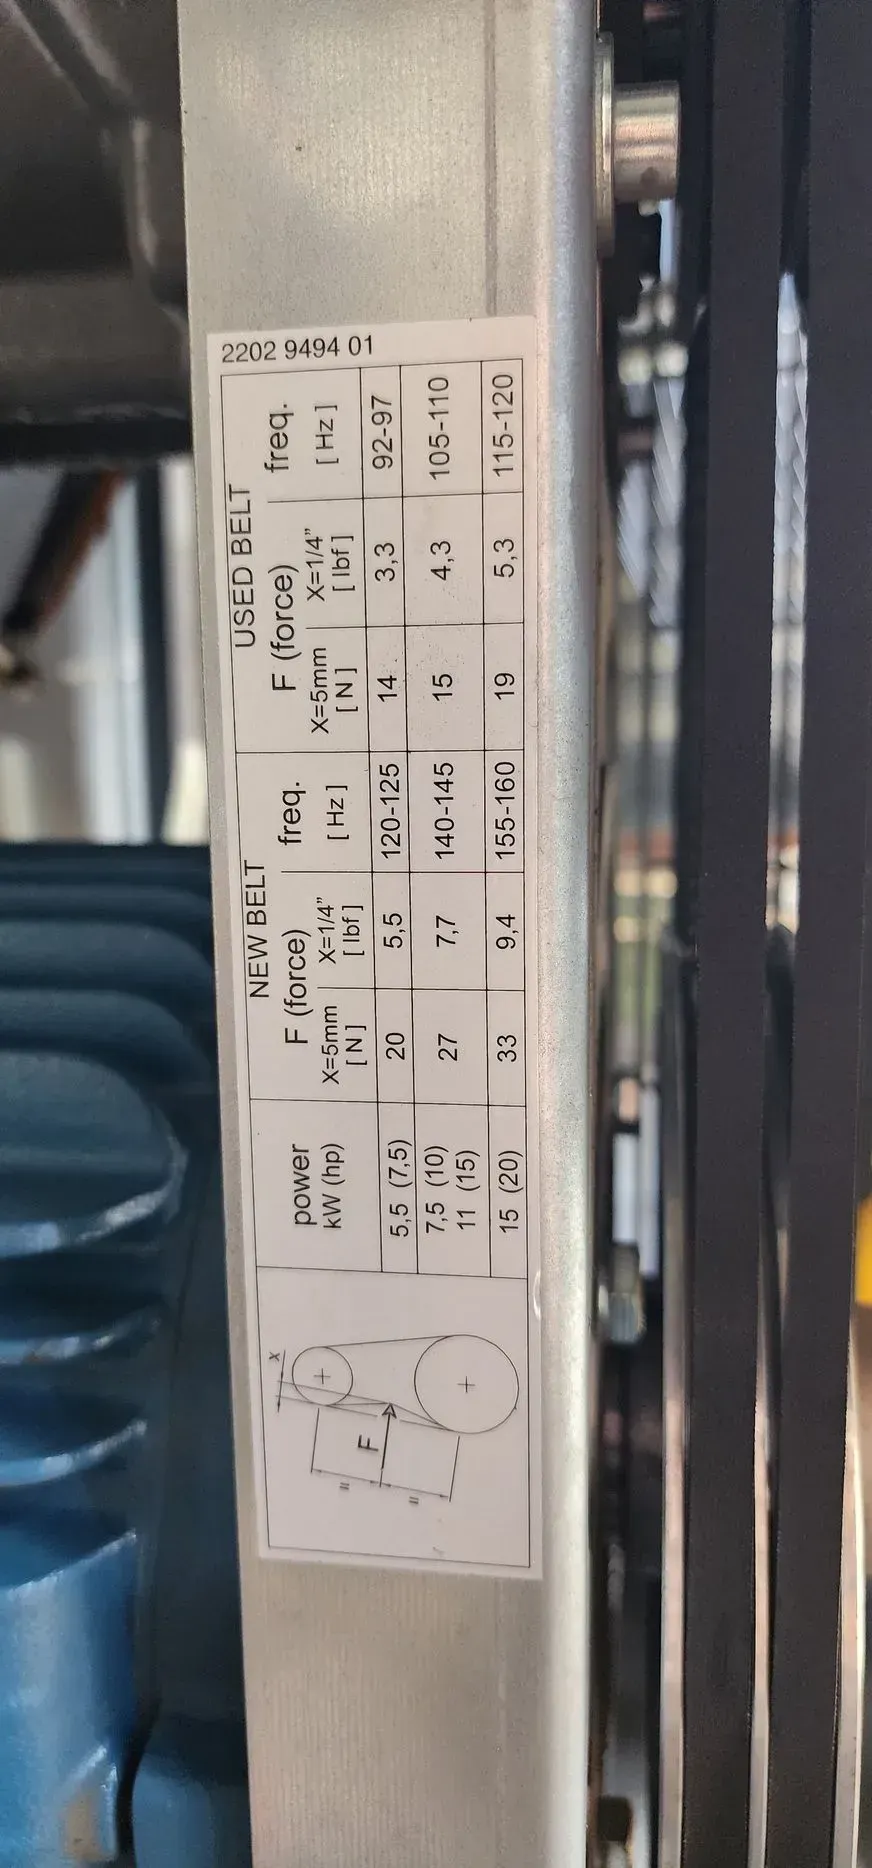 2202 9494 01
NEW BELT USED BELT
power F (force) freq. F (force) freq.
kW (hp) X=5mm X=1/4" [ Hz ] X=5mm X=1/4" [ Hz ]
[ N ] [ lbf ] [ N ] [ lbf ]
5,5 (7,5) 20 5,5 120-125 14 3,3 92-97
7,5 (10) 27 7,7 140-145 15 4,3 105-110
11 (15)
15 (20) 33 9,4 155-160 19 5,3 115-120
x
F
=
=